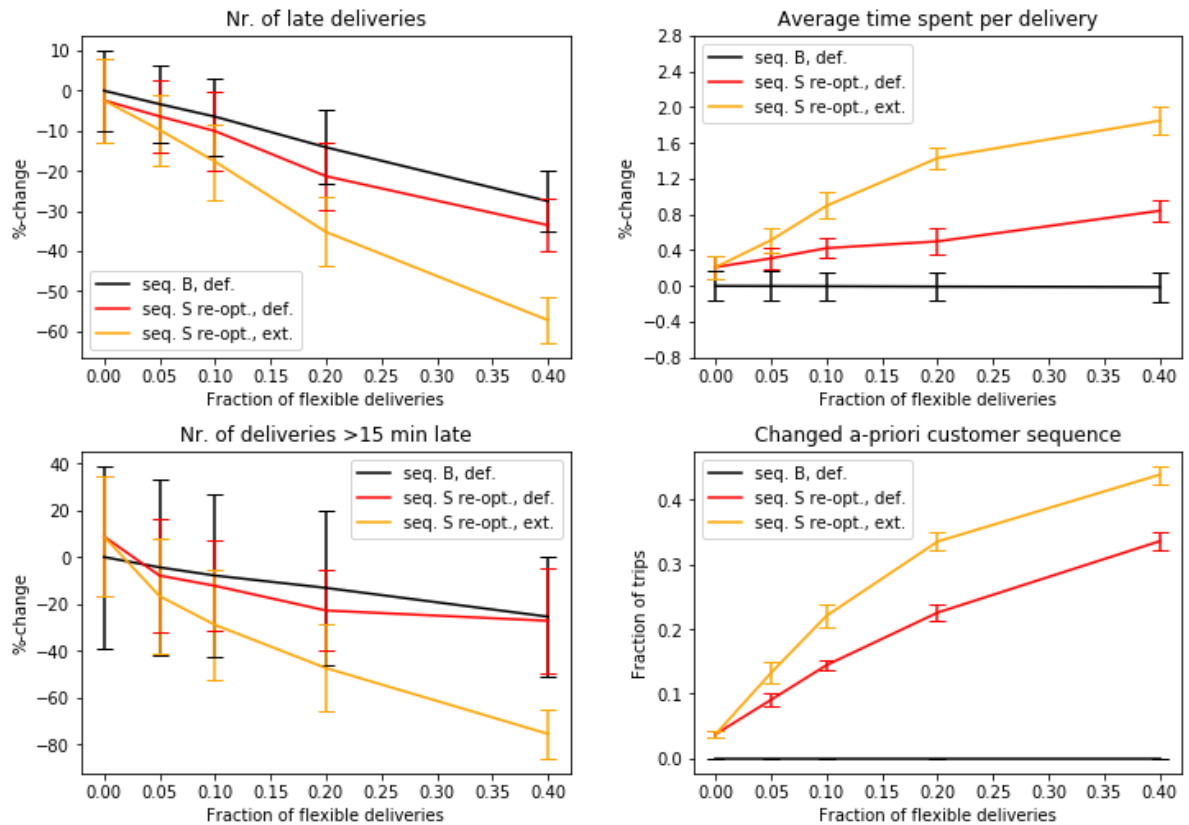 Nr. of late deliveries
10
0
−10
−20
−30
−40
−50
−60
%-change
seq. B, def.
seq. S re-opt., def.
seq. S re-opt., ext.
0.00 0.05 0.10 0.15 0.20 0.25 0.30 0.35 0.40
Fraction of flexible deliveries
Average time spent per delivery
2.8
2.4
2.0
1.6
1.2
0.8
0.4
0.0
−0.4
−0.8
%-change
seq. B, def.
seq. S re-opt., def.
seq. S re-opt., ext.
0.00 0.05 0.10 0.15 0.20 0.25 0.30 0.35 0.40
Fraction of flexible deliveries
Nr. of deliveries >15 min late
40
20
0
−20
−40
−60
−80
%-change
seq. B, def.
seq. S re-opt., def.
seq. S re-opt., ext.
0.00 0.05 0.10 0.15 0.20 0.25 0.30 0.35 0.40
Fraction of flexible deliveries
Changed a-priori customer sequence
0.4
0.3
0.2
0.1
0.0
Fraction of trips
seq. B, def.
seq. S re-opt., def.
seq. S re-opt., ext.
0.00 0.05 0.10 0.15 0.20 0.25 0.30 0.35 0.40
Fraction of flexible deliveries